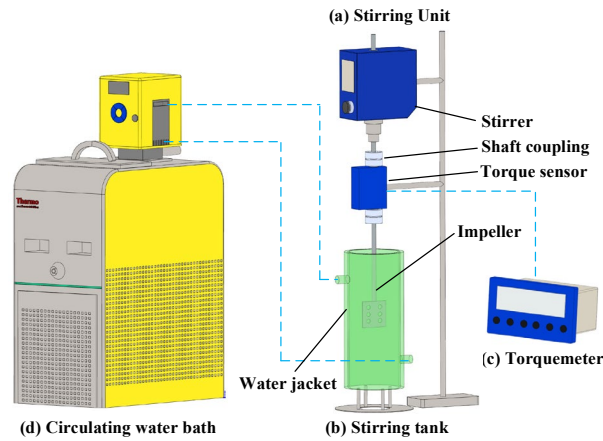 (a) Stirring Unit
Stirrer
Shaft coupling
Torque sensor
Impeller
Thermo
(c) Torquemeter
Water jacket
(d) Circulating water bath
(b) Stirring tank